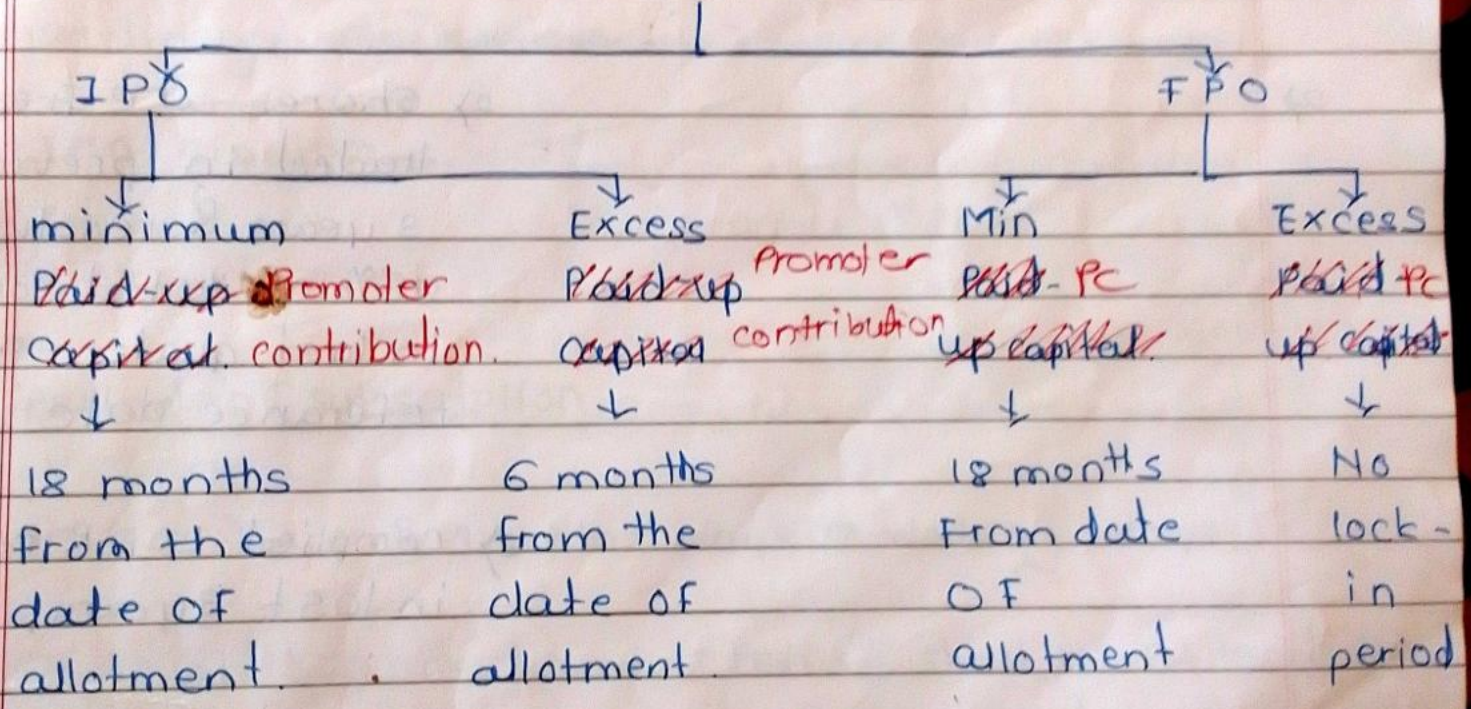 IPO FPO
minimum Excess Min Excess
Paid-up Promoter Paid-up Promoter Paid- PC Paid PC
capital. contribution. capital contribution up capital. up capital
18 months 6 months 18 months No
from the from the From date lock-
date of date of OF in
allotment. allotment. allotment period